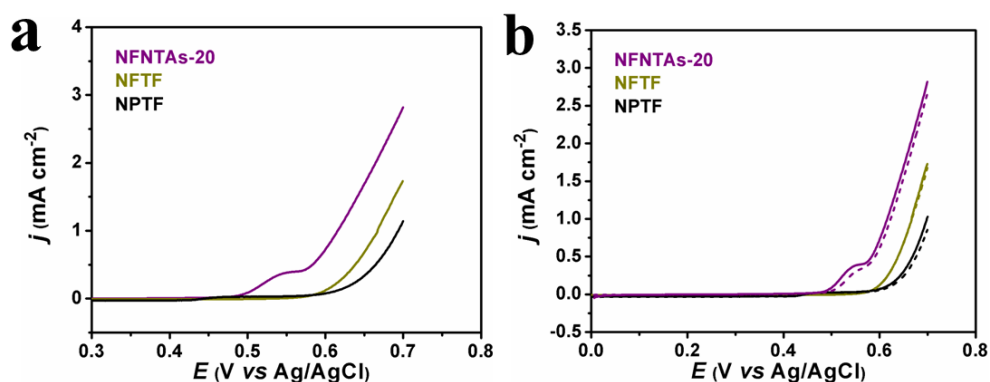 a
4
3
2
1
0
0.3 0.4 0.5 0.6 0.7 0.8
j (mA cm-2)
E (V vs Ag/AgCl)
NFNTAs-20
NFTF
NPTF
b
3.5
3.0
2.5
2.0
1.5
1.0
0.5
0.0
-0.5
0.0 0.2 0.4 0.6 0.8
j (mA cm-2)
E (V vs Ag/AgCl)
NFNTAs-20
NFTF
NPTF